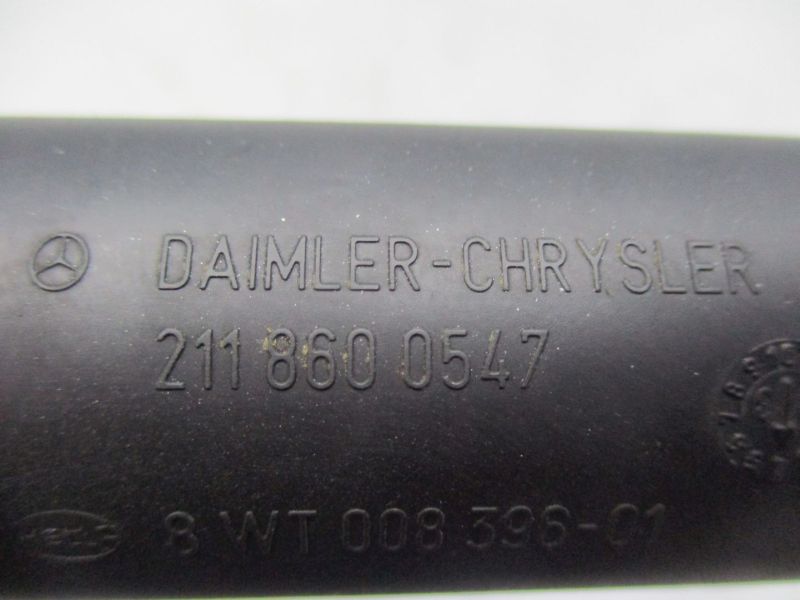 DAIMLER-CHRYSLER
211 860 0547
8 WT 008 396-01